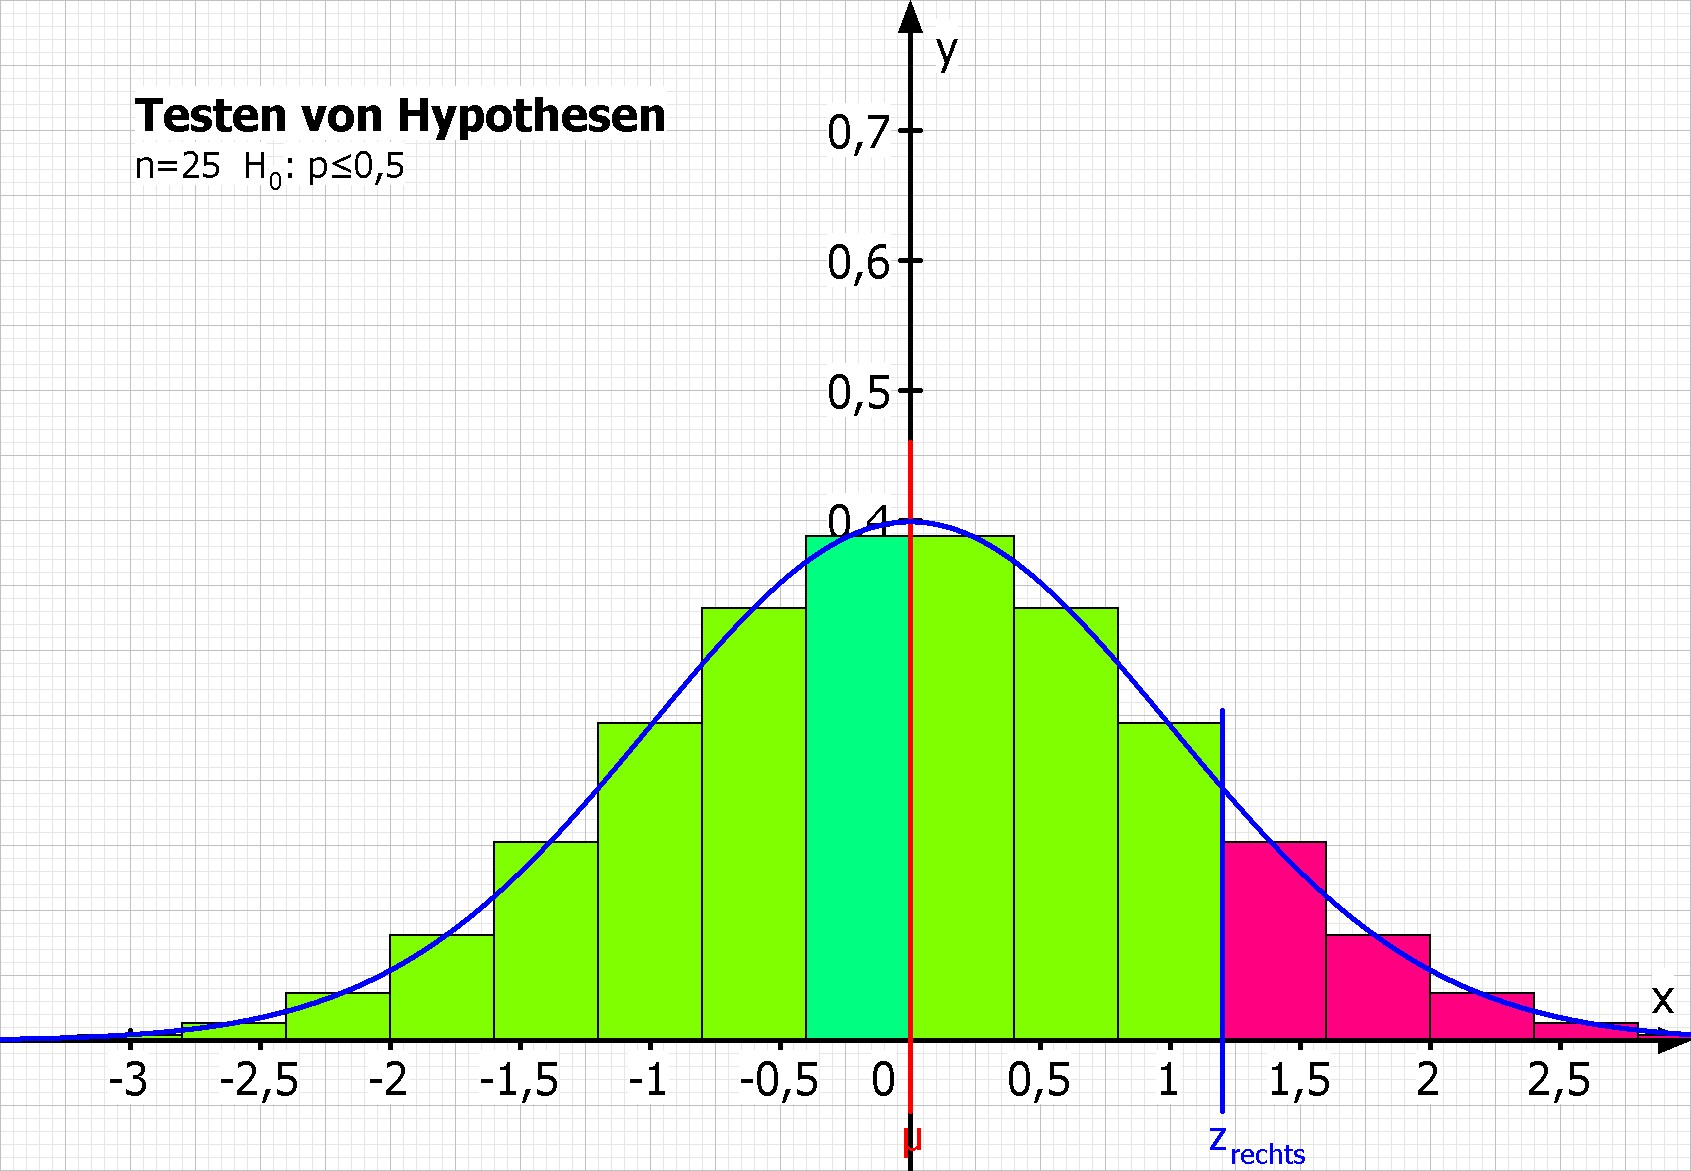 y
Testen von Hypothesen
n=25 H₀: p≤0,5
0,7
0,6
0,5
0,4
x
-3 -2,5 -2 -1,5 -1 -0,5 0 0,5 1 1,5 2 2,5
μ
z rechts